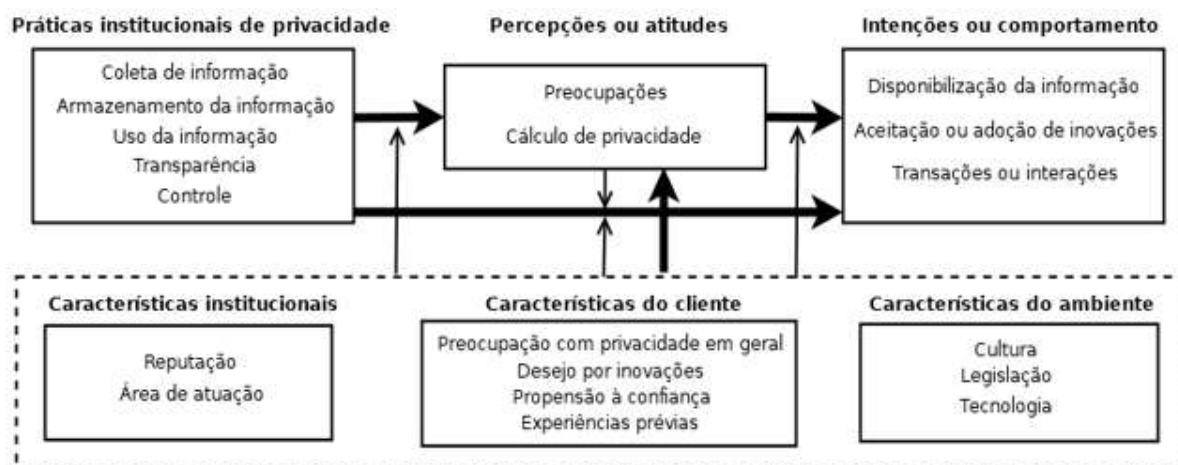 Práticas institucionais de privacidade
Coleta de informação
Armazenamento da informação
Uso da informação
Transparência
Controle
Percepções ou atitudes
Preocupações
Cálculo de privacidade
Intenções ou comportamento
Disponibilização da informação
Aceitação ou adoção de inovações
Transações ou interações
Características institucionais
Reputação
Área de atuação
Características do cliente
Preocupação com privacidade em geral
Desejo por inovações
Propensão à confiança
Experiências prévias
Características do ambiente
Cultura
Legislação
Tecnologia